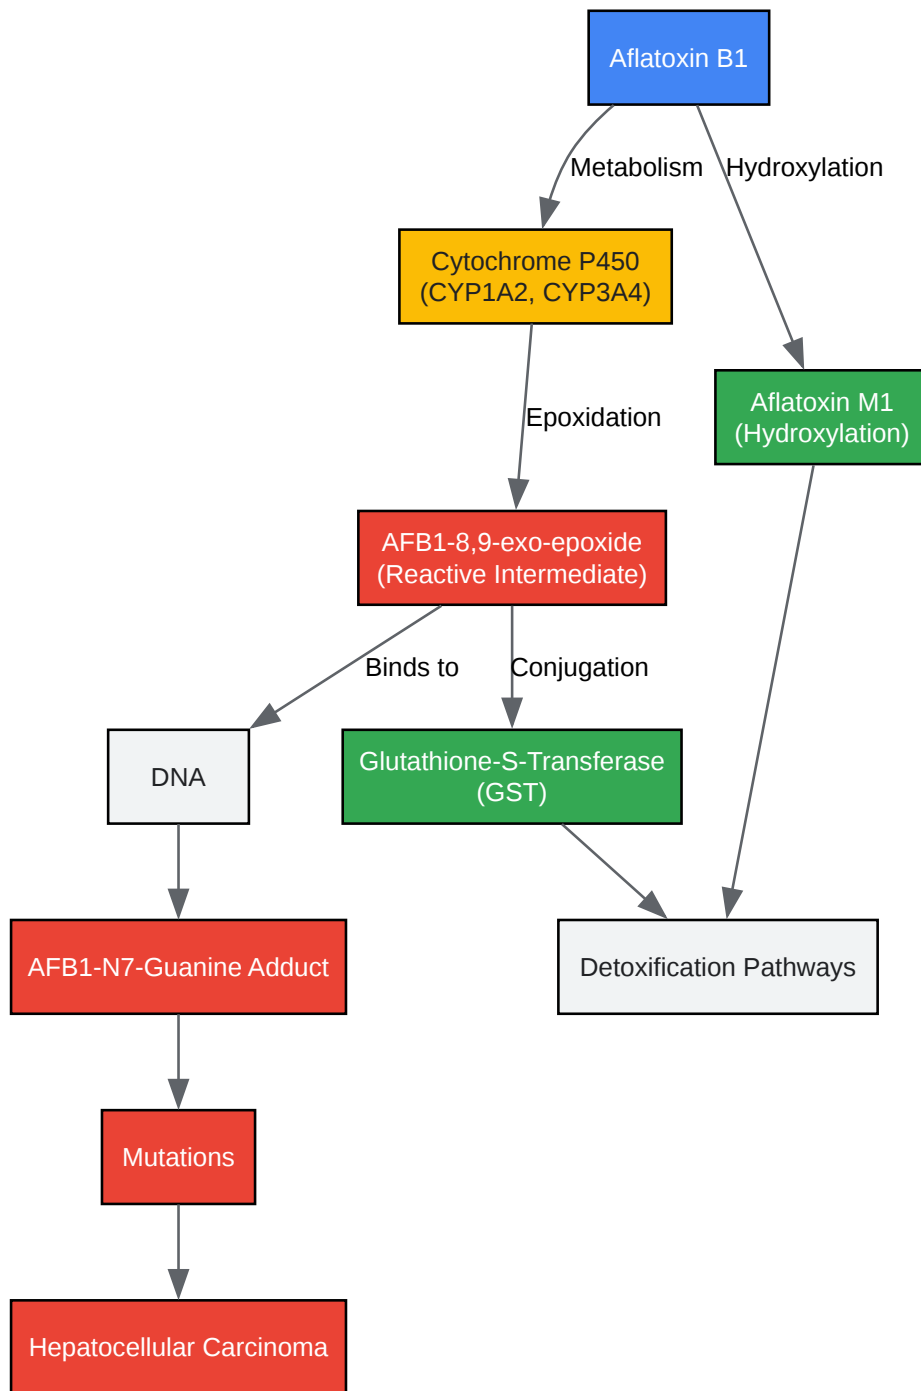 Aflatoxin B1
Metabolism
Hydroxylation
Cytochrome P450
(CYP1A2, CYP3A4)
Aflatoxin M1
(Hydroxylation)
Epoxidation
AFB1-8,9-exo-epoxide
(Reactive Intermediate)
Binds to
Conjugation
DNA
Glutathione-S-Transferase
(GST)
AFB1-N7-Guanine Adduct
Detoxification Pathways
Mutations
Hepatocellular Carcinoma